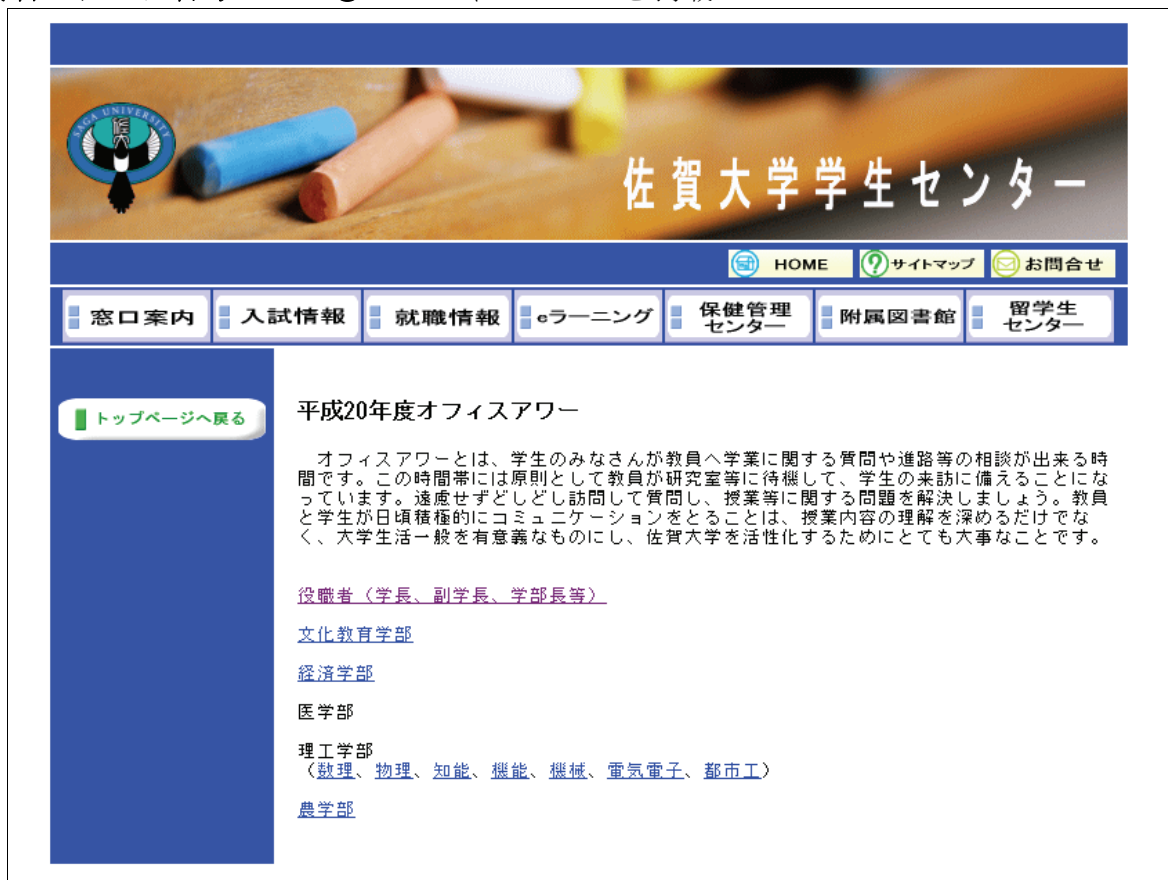 SAGA UNIVERSITY
佐賀大学学生センター
HOME サイトマップ お問合せ
窓口案内 入試情報 就職情報 eラーニング 保健管理センター 附属図書館 留学生センター
トップページへ戻る
平成20年度オフィスアワー
オフィスアワーとは、学生のみなさんが教員へ学業に関する質問や進路等の相談が出来る時
間です。この時間帯には原則として教員が研究室等に待機して、学生の来訪に備えることにな
っています。遠慮せずどしどし訪問して質問し、授業等に関する問題を解決しましょう。教員
と学生が日頃積極的にコミュニケーションをとることは、授業内容の理解を深めるだけでな
く、大学生活一般を有意義なものにし、佐賀大学を活性化するためにとても大事なことです。
役職者（学長、副学長、学部長等）
文化教育学部
経済学部
医学部
理工学部
（数理、物理、知能、機能、機械、電気電子、都市工）
農学部